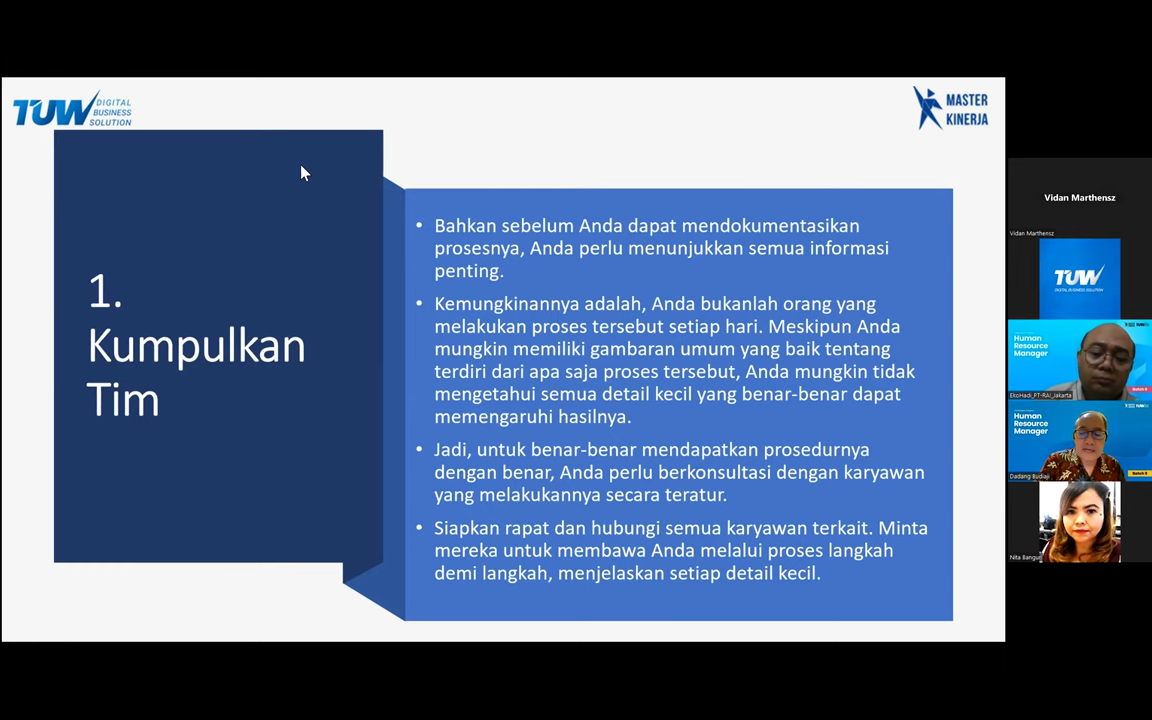 TUW DIGITAL
BUSINESS
SOLUTION
MASTER
KINERJA
1.
Kumpulkan
Tim
• Bahkan sebelum Anda dapat mendokumentasikan
prosesnya, Anda perlu menunjukkan semua informasi
penting.
• Kemungkinannya adalah, Anda bukanlah orang yang
melakukan proses tersebut setiap hari. Meskipun Anda
mungkin memiliki gambaran umum yang baik tentang
terdiri dari apa saja proses tersebut, Anda mungkin tidak
mengetahui semua detail kecil yang benar-benar dapat
memengaruhi hasilnya.
• Jadi, untuk benar-benar mendapatkan prosedurnya
dengan benar, Anda perlu berkonsultasi dengan karyawan
yang melakukannya secara teratur.
• Siapkan rapat dan hubungi semua karyawan terkait. Minta
mereka untuk membawa Anda melalui proses langkah
demi langkah, menjelaskan setiap detail kecil.
Vidan Marthensz
Vidan Marthensz
TUW
DIGITAL BUSINESS SOLUTION
Human
Resource
Manager
EkoHadi_PT-RAI_Jakarta
Human
Resource
Manager
Dadang Budiaji
Nita Bangun